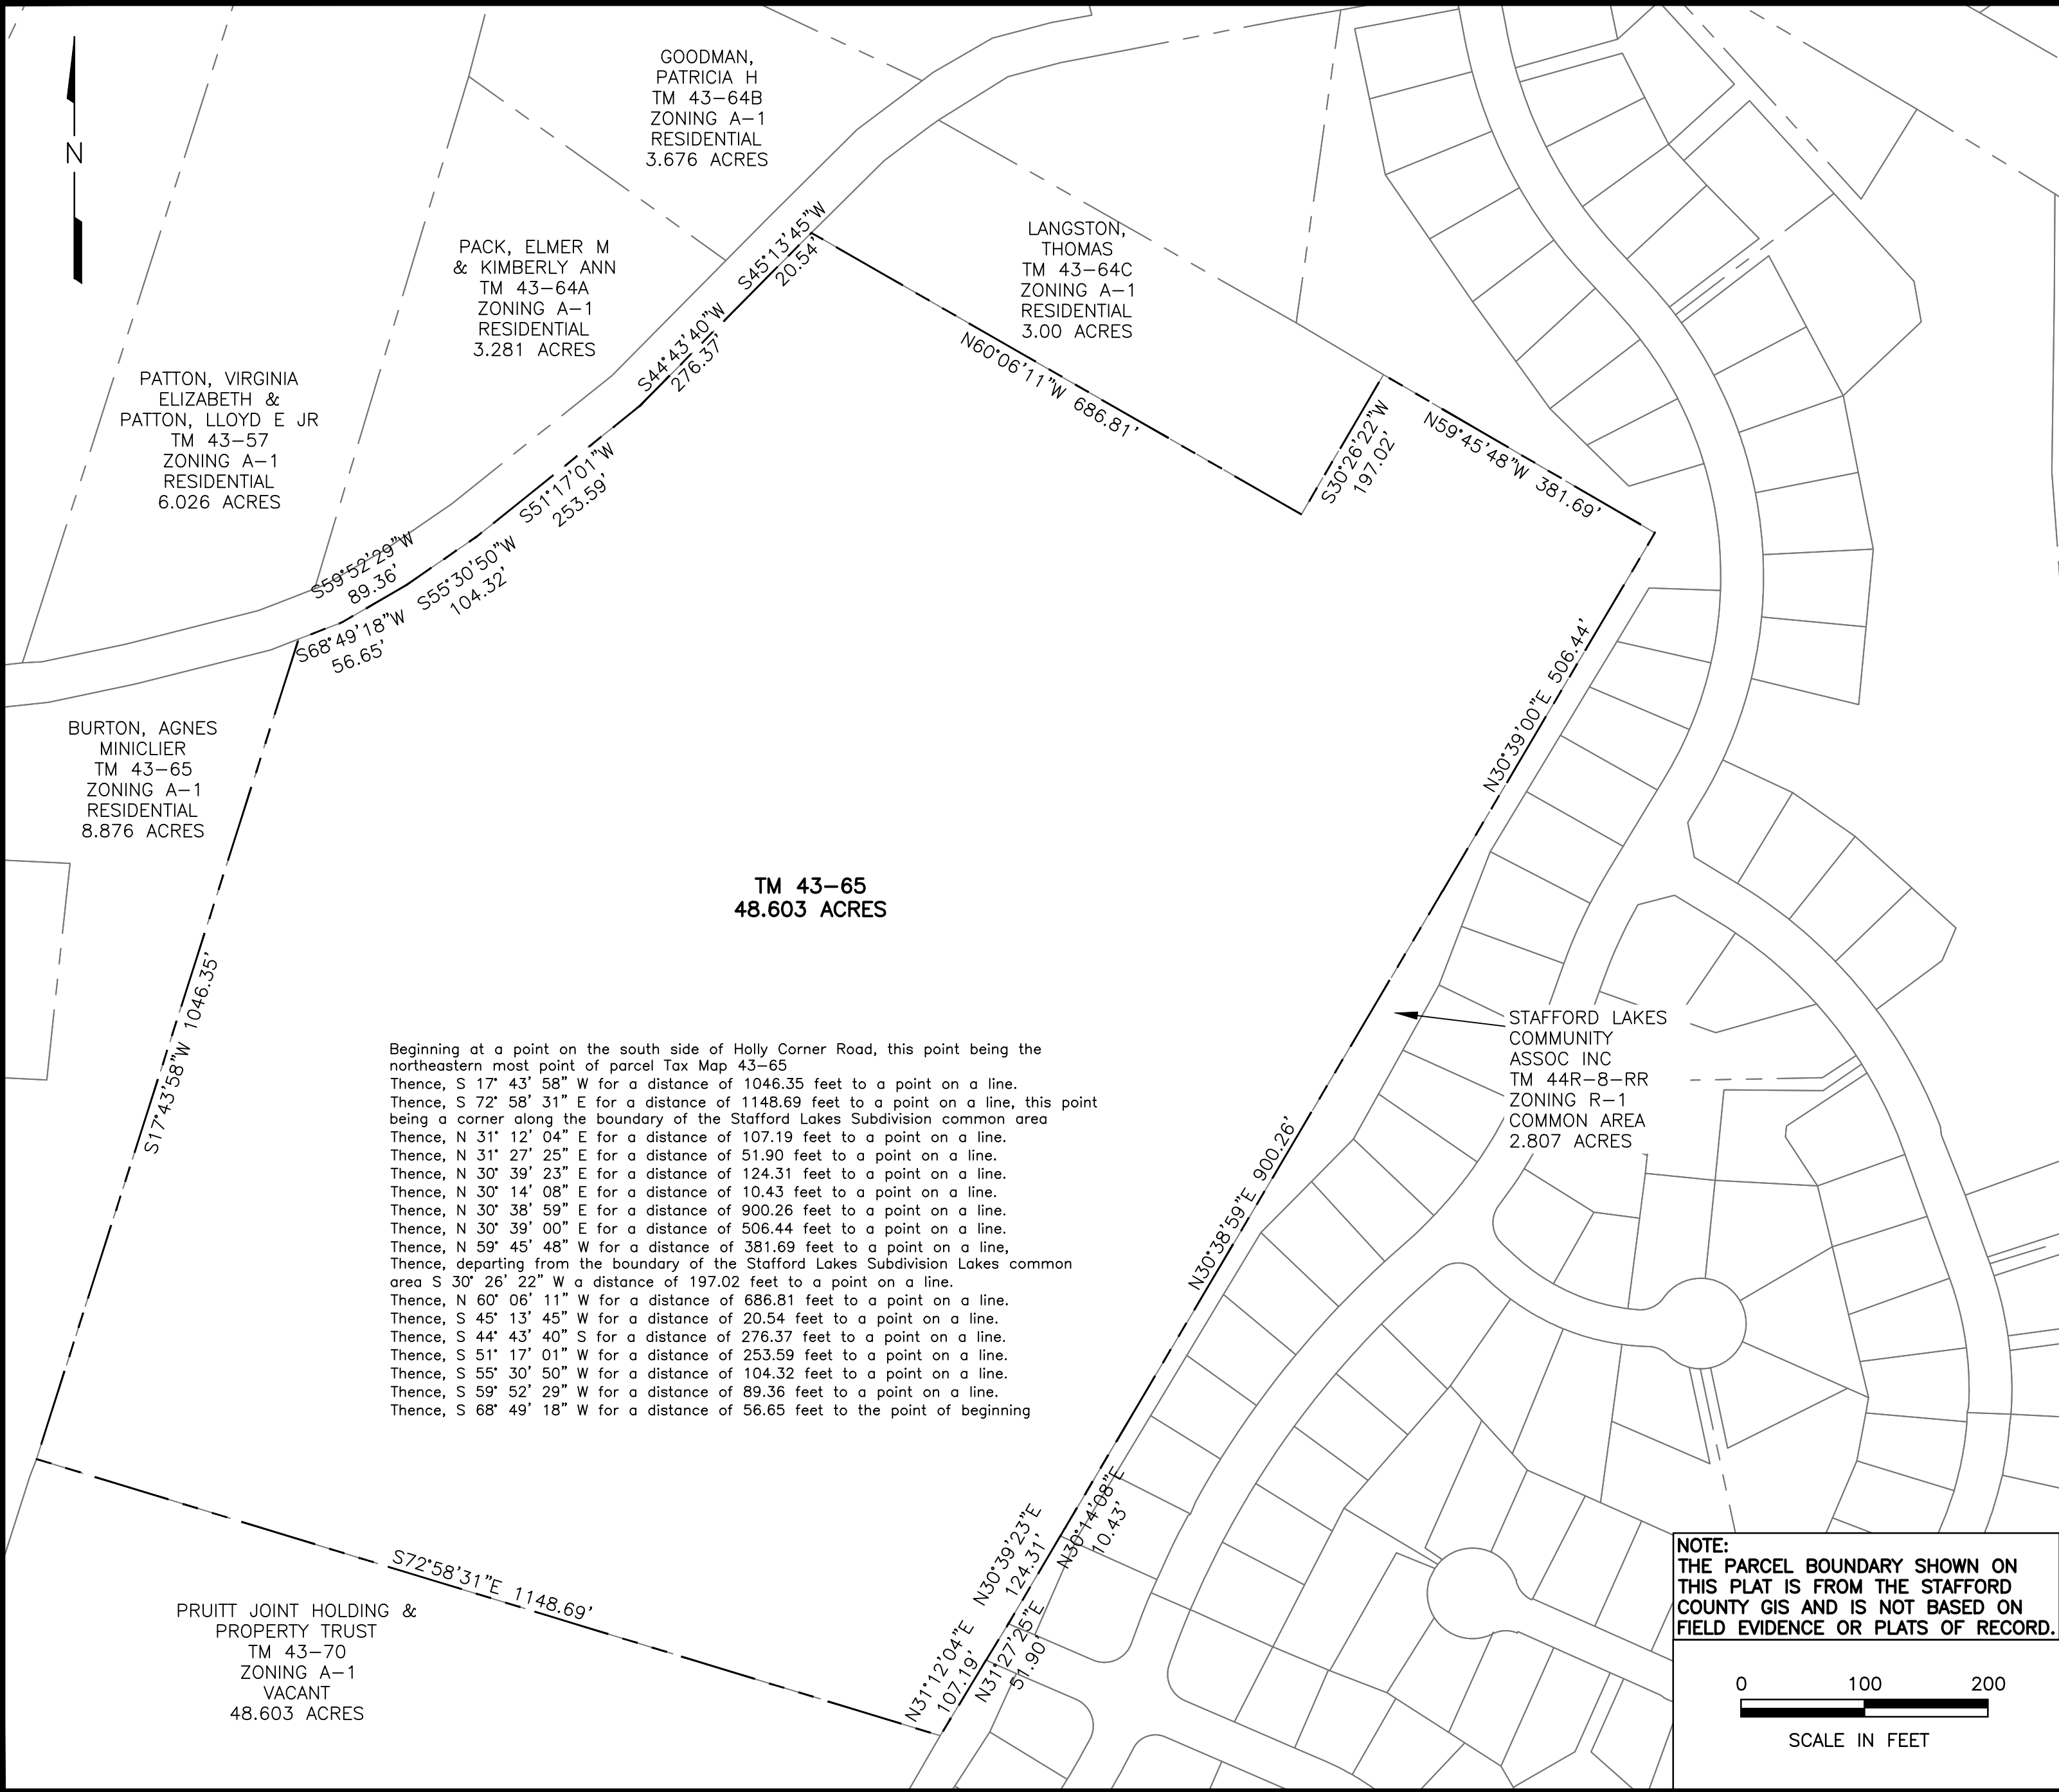 N
GOODMAN,
PATRICIA H
TM 43-64B
ZONING A-1
RESIDENTIAL
3.676 ACRES
PACK, ELMER M
& KIMBERLY ANN
TM 43-64A
ZONING A-1
RESIDENTIAL
3.281 ACRES
LANGSTON,
THOMAS
TM 43-64C
ZONING A-1
RESIDENTIAL
3.00 ACRES
PATTON, VIRGINIA
ELIZABETH &
PATTON, LLOYD E JR
TM 43-57
ZONING A-1
RESIDENTIAL
6.026 ACRES
S45°13'45"W
20.54'
S44°43'40"W
276.37'
S51°17'01"W
253.59'
S55°30'50"W
104.32'
S59°52'29"W
89.36'
S68°49'18"W
56.65'
N60°06'11"W 686.81'
S30°26'22"W
197.02'
N59°45'48"W 381.69'
N30°39'00"E 506.44'
BURTON, AGNES
MINICLIER
TM 43-65
ZONING A-1
RESIDENTIAL
8.876 ACRES
TM 43-65
48.603 ACRES
S17°43'58"W 1046.35'
Beginning at a point on the south side of Holly Corner Road, this point being the
northeastern most point of parcel Tax Map 43-65
Thence, S 17° 43' 58" W for a distance of 1046.35 feet to a point on a line.
Thence, S 72° 58' 31" E for a distance of 1148.69 feet to a point on a line, this point
being a corner along the boundary of the Stafford Lakes Subdivision common area
Thence, N 31° 12' 04" E for a distance of 107.19 feet to a point on a line.
Thence, N 31° 27' 25" E for a distance of 51.90 feet to a point on a line.
Thence, N 30° 39' 23" E for a distance of 124.31 feet to a point on a line.
Thence, N 30° 14' 08" E for a distance of 10.43 feet to a point on a line.
Thence, N 30° 38' 59" E for a distance of 900.26 feet to a point on a line.
Thence, N 30° 39' 00" E for a distance of 506.44 feet to a point on a line.
Thence, N 59° 45' 48" W for a distance of 381.69 feet to a point on a line,
Thence, departing from the boundary of the Stafford Lakes Subdivision Lakes common
area S 30° 26' 22" W a distance of 197.02 feet to a point on a line.
Thence, N 60° 06' 11" W for a distance of 686.81 feet to a point on a line.
Thence, S 45° 13' 45" W for a distance of 20.54 feet to a point on a line.
Thence, S 44° 43' 40" S for a distance of 276.37 feet to a point on a line.
Thence, S 51° 17' 01" W for a distance of 253.59 feet to a point on a line.
Thence, S 55° 30' 50" W for a distance of 104.32 feet to a point on a line.
Thence, S 59° 52' 29" W for a distance of 89.36 feet to a point on a line.
Thence, S 68° 49' 18" W for a distance of 56.65 feet to the point of beginning
STAFFORD LAKES
COMMUNITY
ASSOC INC
TM 44R-8-RR
ZONING R-1
COMMON AREA
2.807 ACRES
N30°38'59"E 900.26'
N30°14'08"E
10.43'
N30°39'23"E
124.31'
N31°27'25"E
51.90'
N31°12'04"E
107.19'
S72°58'31"E 1148.69'
PRUITT JOINT HOLDING &
PROPERTY TRUST
TM 43-70
ZONING A-1
VACANT
48.603 ACRES
NOTE:
THE PARCEL BOUNDARY SHOWN ON
THIS PLAT IS FROM THE STAFFORD
COUNTY GIS AND IS NOT BASED ON
FIELD EVIDENCE OR PLATS OF RECORD.
0 100 200
SCALE IN FEET